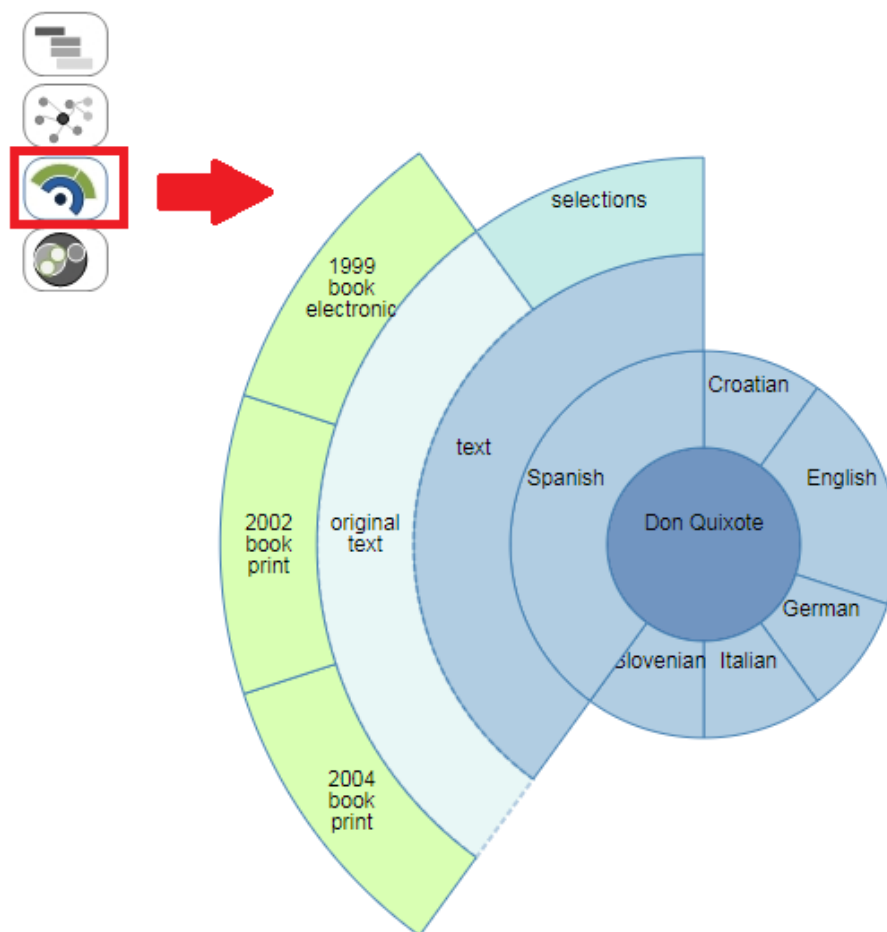 selections
1999
book
electronic
Croatian
text
Spanish
English
Don Quixote
2002
book
print
original
text
German
Slovenian
Italian
2004
book
print